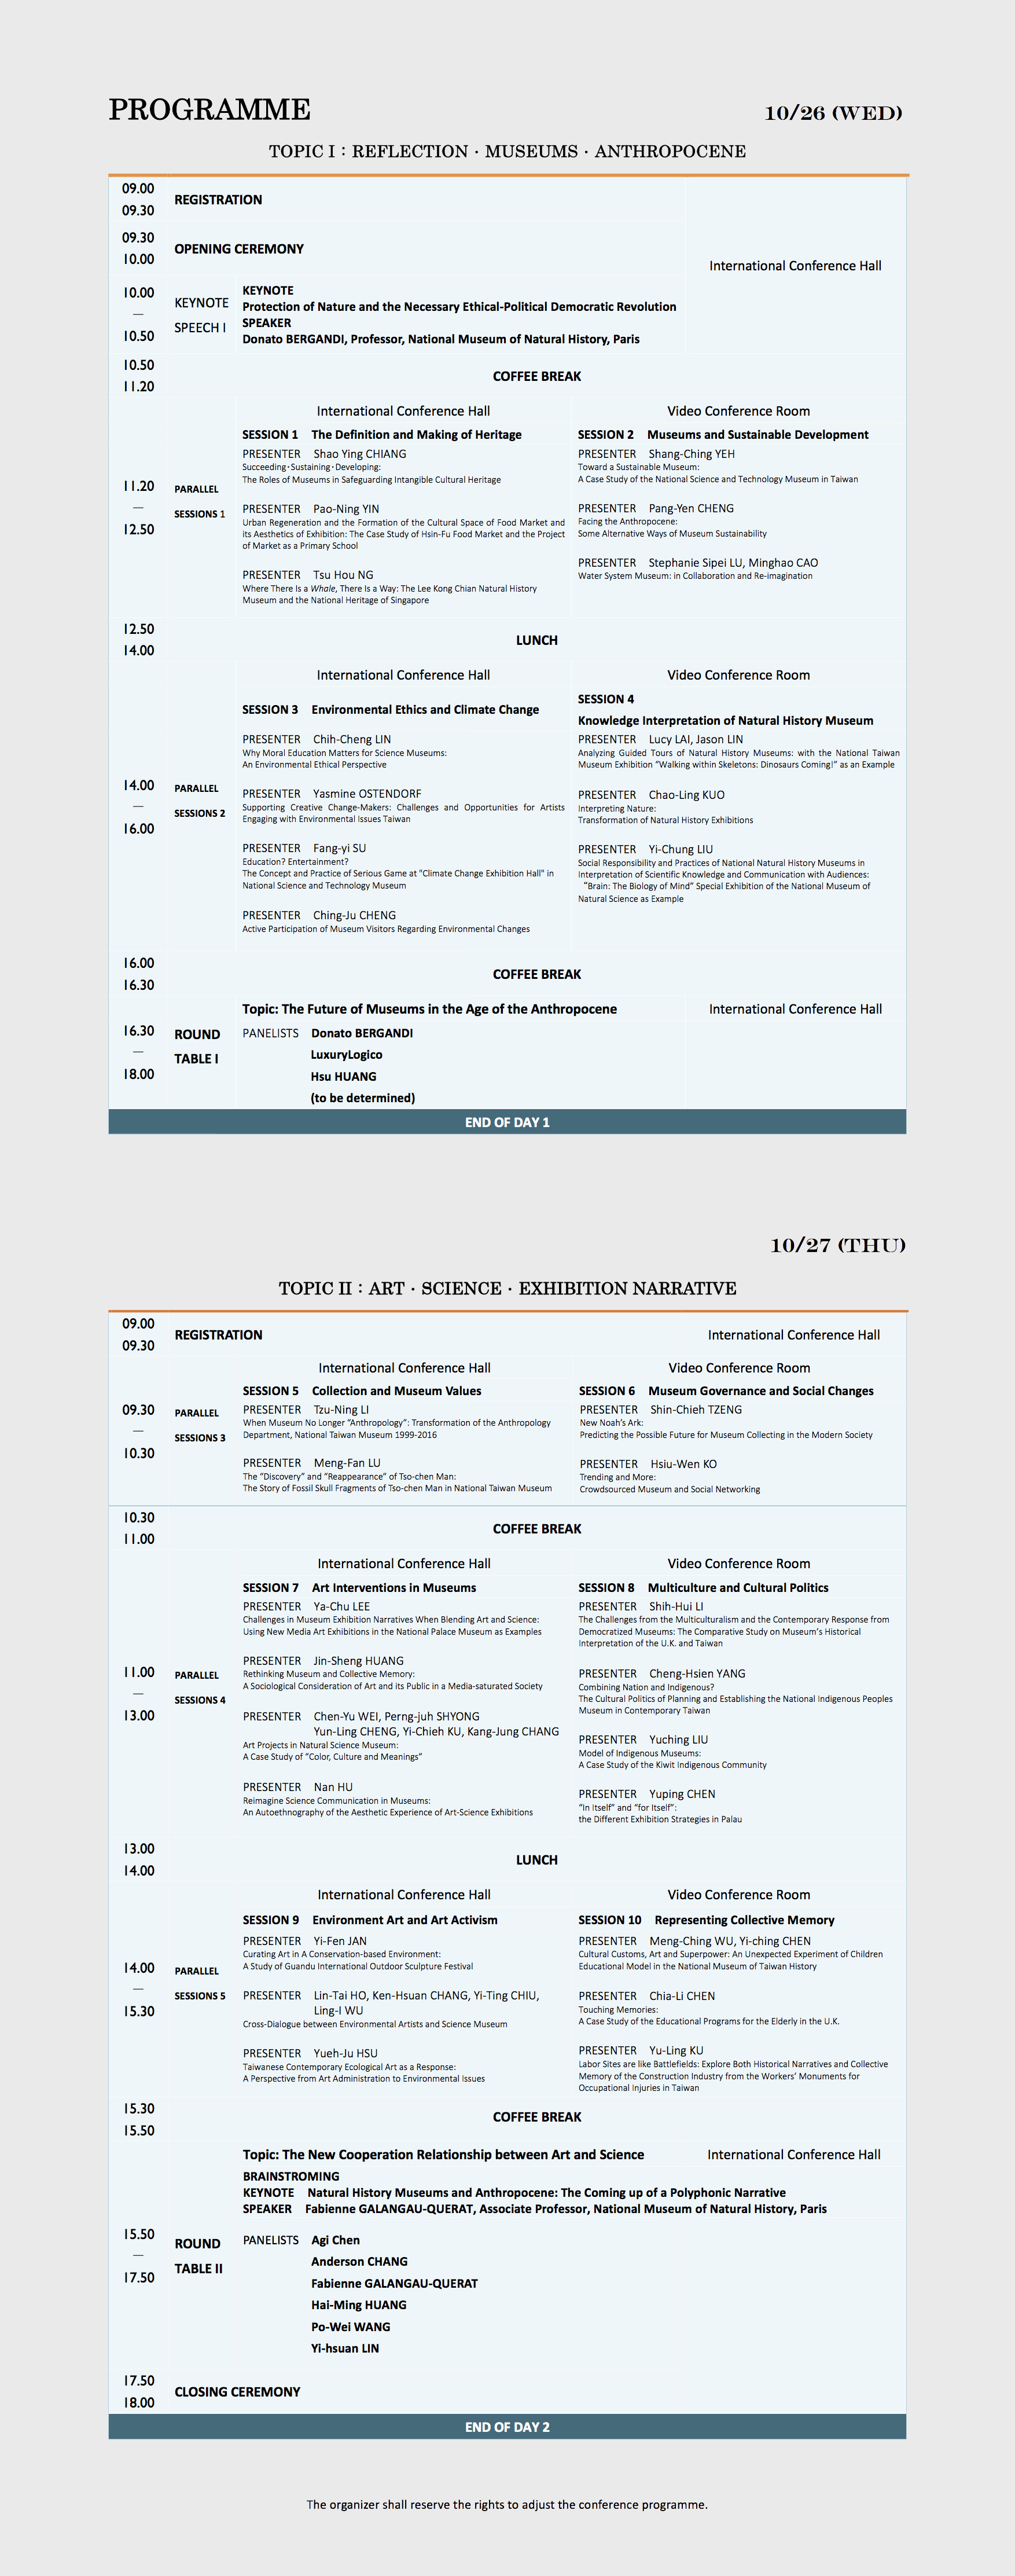 PROGRAMME
10/26 (WED)
TOPIC I : REFLECTION · MUSEUMS · ANTHROPOCENE
09.00
09.30
REGISTRATION
09.30
10.00
OPENING CEREMONY
International Conference Hall
10.00
—
10.50
KEYNOTE
SPEECH I
KEYNOTE
Protection of Nature and the Necessary Ethical-Political Democratic Revolution
SPEAKER
Donato BERGANDI, Professor, National Museum of Natural History, Paris
10.50
11.20
COFFEE BREAK
11.20
—
12.50
PARALLEL
SESSIONS 1
International Conference Hall
SESSION 1 The Definition and Making of Heritage
PRESENTER Shao Ying CHIANG
Succeeding·Sustaining·Developing:
The Roles of Museums in Safeguarding Intangible Cultural Heritage
PRESENTER Pao-Ning YIN
Urban Regeneration and the Formation of the Cultural Space of Food Market and
its Aesthetics of Exhibition: The Case Study of Hsin-Fu Food Market and the Project
of Market as a Primary School
PRESENTER Tsu Hou NG
Where There Is a Whale, There Is a Way: The Lee Kong Chian Natural History
Museum and the National Heritage of Singapore
Video Conference Room
SESSION 2 Museums and Sustainable Development
PRESENTER Shang-Ching YEH
Toward a Sustainable Museum:
A Case Study of the National Science and Technology Museum in Taiwan
PRESENTER Pang-Yen CHENG
Facing the Anthropocene:
Some Alternative Ways of Museum Sustainability
PRESENTER Stephanie Sipei LU, Minghao CAO
Water System Museum: in Collaboration and Re-imagination
12.50
14.00
LUNCH
14.00
—
16.00
PARALLEL
SESSIONS 2
International Conference Hall
SESSION 3 Environmental Ethics and Climate Change
PRESENTER Chih-Cheng LIN
Why Moral Education Matters for Science Museums:
An Environmental Ethical Perspective
PRESENTER Yasmine OSTENDORF
Supporting Creative Change-Makers: Challenges and Opportunities for Artists
Engaging with Environmental Issues Taiwan
PRESENTER Fang-yi SU
Education? Entertainment?
The Concept and Practice of Serious Game at "Climate Change Exhibition Hall" in
National Science and Technology Museum
PRESENTER Ching-Ju CHENG
Active Participation of Museum Visitors Regarding Environmental Changes
Video Conference Room
SESSION 4
Knowledge Interpretation of Natural History Museum
PRESENTER Lucy LAI, Jason LIN
Analyzing Guided Tours of Natural History Museums: with the National Taiwan
Museum Exhibition “Walking within Skeletons: Dinosaurs Coming!” as an Example
PRESENTER Chao-Ling KUO
Interpreting Nature:
Transformation of Natural History Exhibitions
PRESENTER Yi-Chung LIU
Social Responsibility and Practices of National Natural History Museums in
Interpretation of Scientific Knowledge and Communication with Audiences:
“Brain: The Biology of Mind” Special Exhibition of the National Museum of
Natural Science as Example
16.00
16.30
COFFEE BREAK
16.30
—
18.00
ROUND
TABLE I
Topic: The Future of Museums in the Age of the Anthropocene
International Conference Hall
PANELISTS Donato BERGANDI
LuxuryLogico
Hsu HUANG
(to be determined)
END OF DAY 1
10/27 (THU)
TOPIC II : ART · SCIENCE · EXHIBITION NARRATIVE
09.00
09.30
REGISTRATION
International Conference Hall
09.30
—
10.30
PARALLEL
SESSIONS 3
International Conference Hall
SESSION 5 Collection and Museum Values
PRESENTER Tzu-Ning LI
When Museum No Longer “Anthropology”: Transformation of the Anthropology
Department, National Taiwan Museum 1999-2016
PRESENTER Meng-Fan LU
The “Discovery” and “Reappearance” of Tso-chen Man:
The Story of Fossil Skull Fragments of Tso-chen Man in National Taiwan Museum
Video Conference Room
SESSION 6 Museum Governance and Social Changes
PRESENTER Shin-Chieh TZENG
New Noah’s Ark:
Predicting the Possible Future for Museum Collecting in the Modern Society
PRESENTER Hsiu-Wen KO
Trending and More:
Crowdsourced Museum and Social Networking
10.30
11.00
COFFEE BREAK
11.00
—
13.00
PARALLEL
SESSIONS 4
International Conference Hall
SESSION 7 Art Interventions in Museums
PRESENTER Ya-Chu LEE
Challenges in Museum Exhibition Narratives When Blending Art and Science:
Using New Media Art Exhibitions in the National Palace Museum as Examples
PRESENTER Jin-Sheng HUANG
Rethinking Museum and Collective Memory:
A Sociological Consideration of Art and its Public in a Media-saturated Society
PRESENTER Chen-Yu WEI, Perng-juh SHYONG
Yun-Ling CHENG, Yi-Chieh KU, Kang-Jung CHANG
Art Projects in Natural Science Museum:
A Case Study of “Color, Culture and Meanings”
PRESENTER Nan HU
Reimagine Science Communication in Museums:
An Autoethnography of the Aesthetic Experience of Art-Science Exhibitions
Video Conference Room
SESSION 8 Multiculture and Cultural Politics
PRESENTER Shih-Hui LI
The Challenges from the Multiculturalism and the Contemporary Response from
Democratized Museums: The Comparative Study on Museum’s Historical
Interpretation of the U.K. and Taiwan
PRESENTER Cheng-Hsien YANG
Combining Nation and Indigenous?
The Cultural Politics of Planning and Establishing the National Indigenous Peoples
Museum in Contemporary Taiwan
PRESENTER Yuching LIU
Model of Indigenous Museums:
A Case Study of the Kiwit Indigenous Community
PRESENTER Yuping CHEN
“In Itself” and “for Itself”:
the Different Exhibition Strategies in Palau
13.00
14.00
LUNCH
14.00
—
15.30
PARALLEL
SESSIONS 5
International Conference Hall
SESSION 9 Environment Art and Art Activism
PRESENTER Yi-Fen JAN
Curating Art in A Conservation-based Environment:
A Study of Guandu International Outdoor Sculpture Festival
PRESENTER Lin-Tai HO, Ken-Hsuan CHANG, Yi-Ting CHIU,
Ling-I WU
Cross-Dialogue between Environmental Artists and Science Museum
PRESENTER Yueh-Ju HSU
Taiwanese Contemporary Ecological Art as a Response:
A Perspective from Art Administration to Environmental Issues
Video Conference Room
SESSION 10 Representing Collective Memory
PRESENTER Meng-Ching WU, Yi-ching CHEN
Cultural Customs, Art and Superpower: An Unexpected Experiment of Children
Educational Model in the National Museum of Taiwan History
PRESENTER Chia-Li CHEN
Touching Memories:
A Case Study of the Educational Programs for the Elderly in the U.K.
PRESENTER Yu-Ling KU
Labor Sites are like Battlefields: Explore Both Historical Narratives and Collective
Memory of the Construction Industry from the Workers’ Monuments for
Occupational Injuries in Taiwan
15.30
15.50
COFFEE BREAK
15.50
—
17.50
ROUND
TABLE II
Topic: The New Cooperation Relationship between Art and Science
International Conference Hall
BRAINSTROMING
KEYNOTE Natural History Museums and Anthropocene: The Coming up of a Polyphonic Narrative
SPEAKER Fabienne GALANGAU-QUERAT, Associate Professor, National Museum of Natural History, Paris
PANELISTS Agi Chen
Anderson CHANG
Fabienne GALANGAU-QUERAT
Hai-Ming HUANG
Po-Wei WANG
Yi-hsuan LIN
17.50
18.00
CLOSING CEREMONY
END OF DAY 2
The organizer shall reserve the rights to adjust the conference programme.